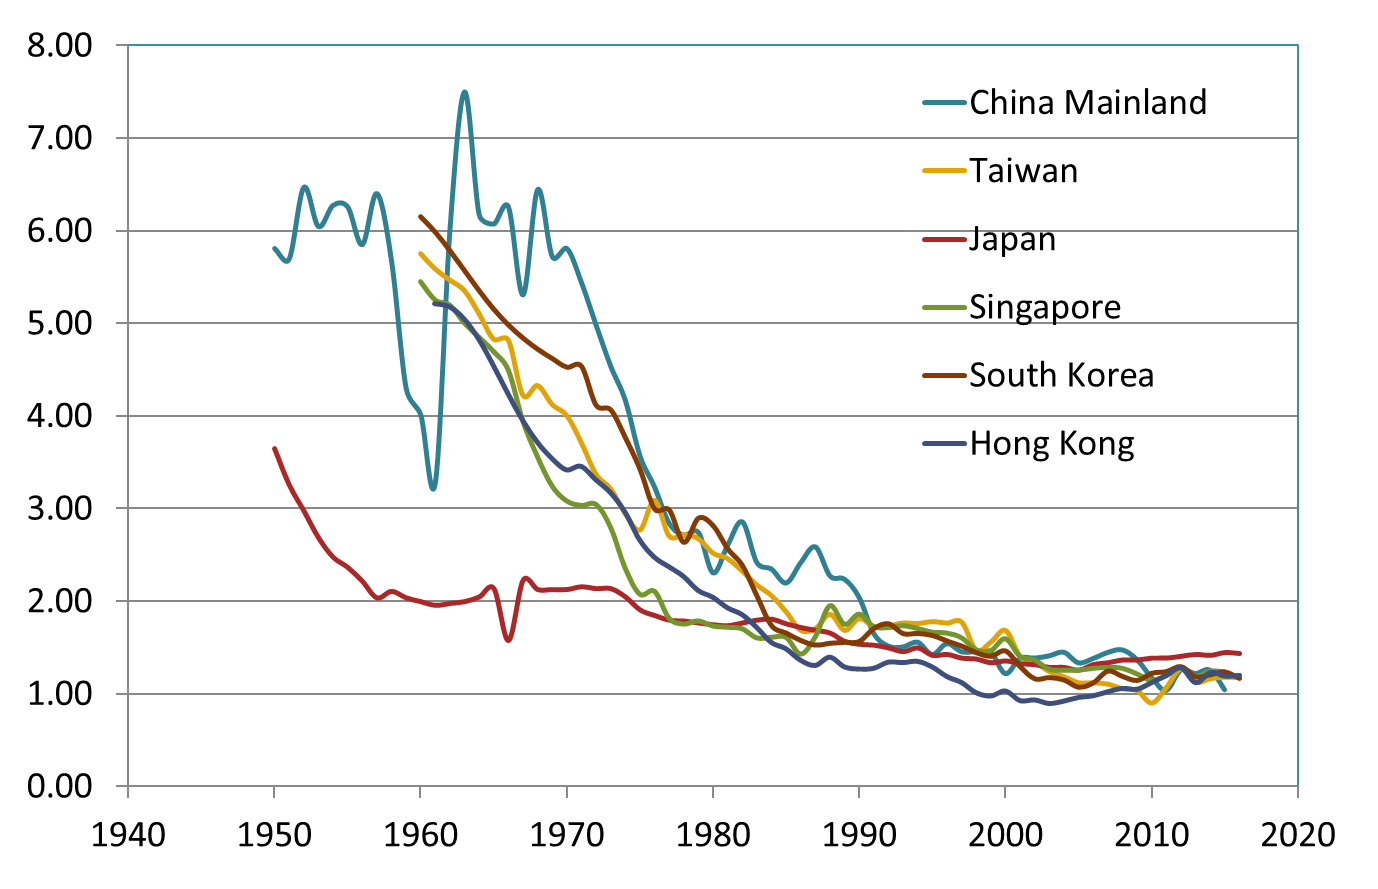 8.00
7.00
6.00
5.00
4.00
3.00
2.00
1.00
0.00
1940 1950 1960 1970 1980 1990 2000 2010 2020
China Mainland
Taiwan
Japan
Singapore
South Korea
Hong Kong